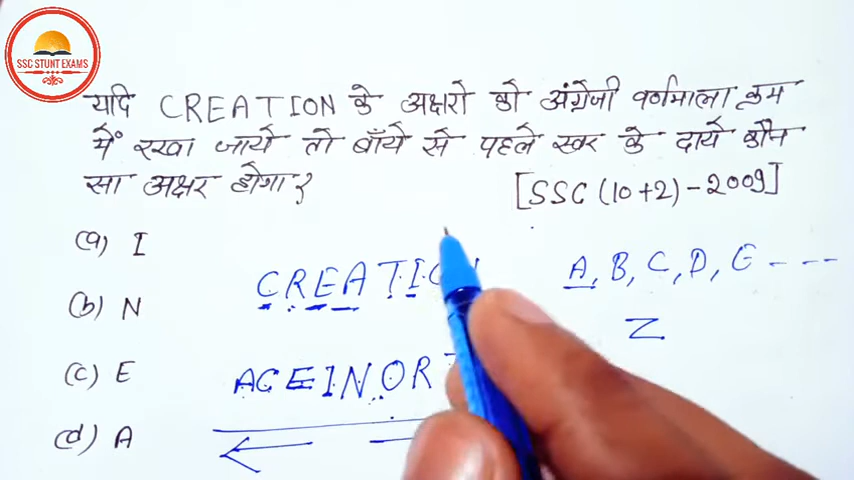 SSC STUNT EXAMS
यदि CREATION के अक्षरो को अंग्रेजी वर्णमाला क्रम
में रखा जाये तो बाँये से पहले स्वर के दाये कौन
सा अक्षर होगा?
[SSC (10+2) - 2009]
(a) I
(b) N
(c) E
(d) A
CREATION
A, B, C, D, E ----
Z
ACEINOR